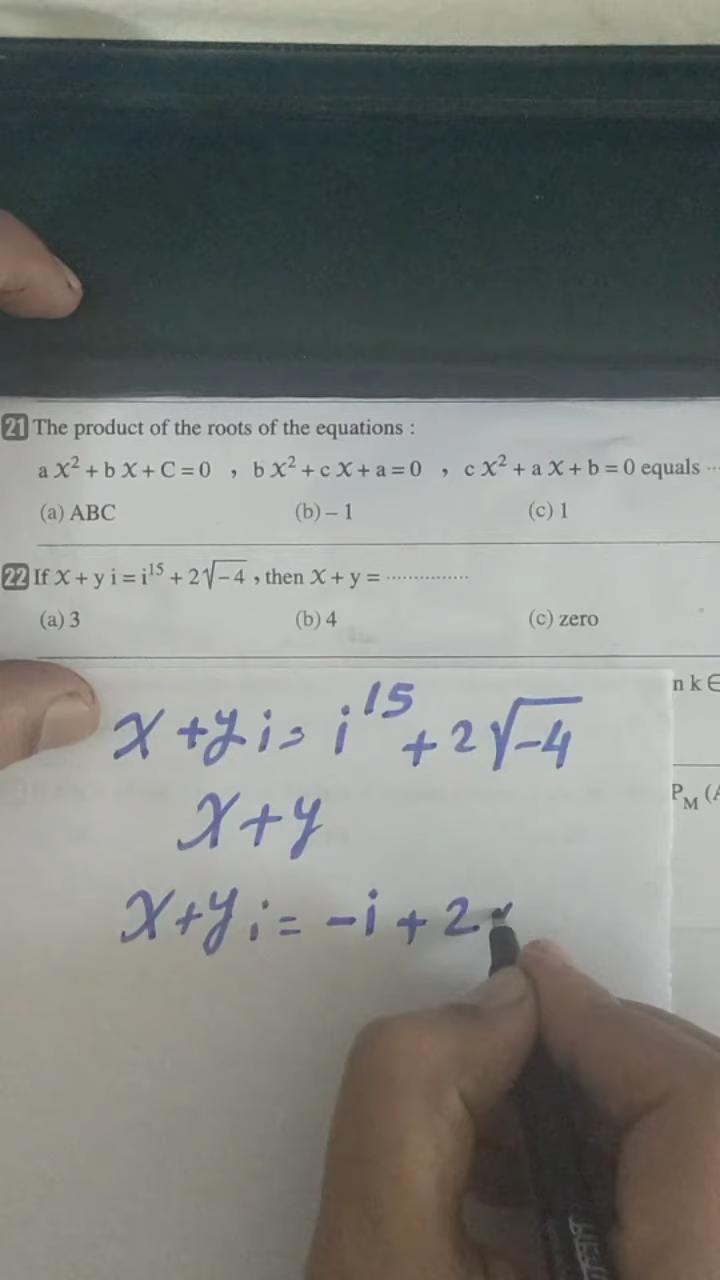 21 The product of the roots of the equations :
a X² + b X + C = 0 , b X² + c X + a = 0 , c X² + a X + b = 0 equals ··
(a) ABC (b) – 1 (c) 1
22 If X + y i = i¹⁵ + 2√–4 , then X + y = ···············
(a) 3 (b) 4 (c) zero
n k ∈
P_M (A
x + y i = i¹⁵ + 2√-4
x + y
x + y i = -i + 2